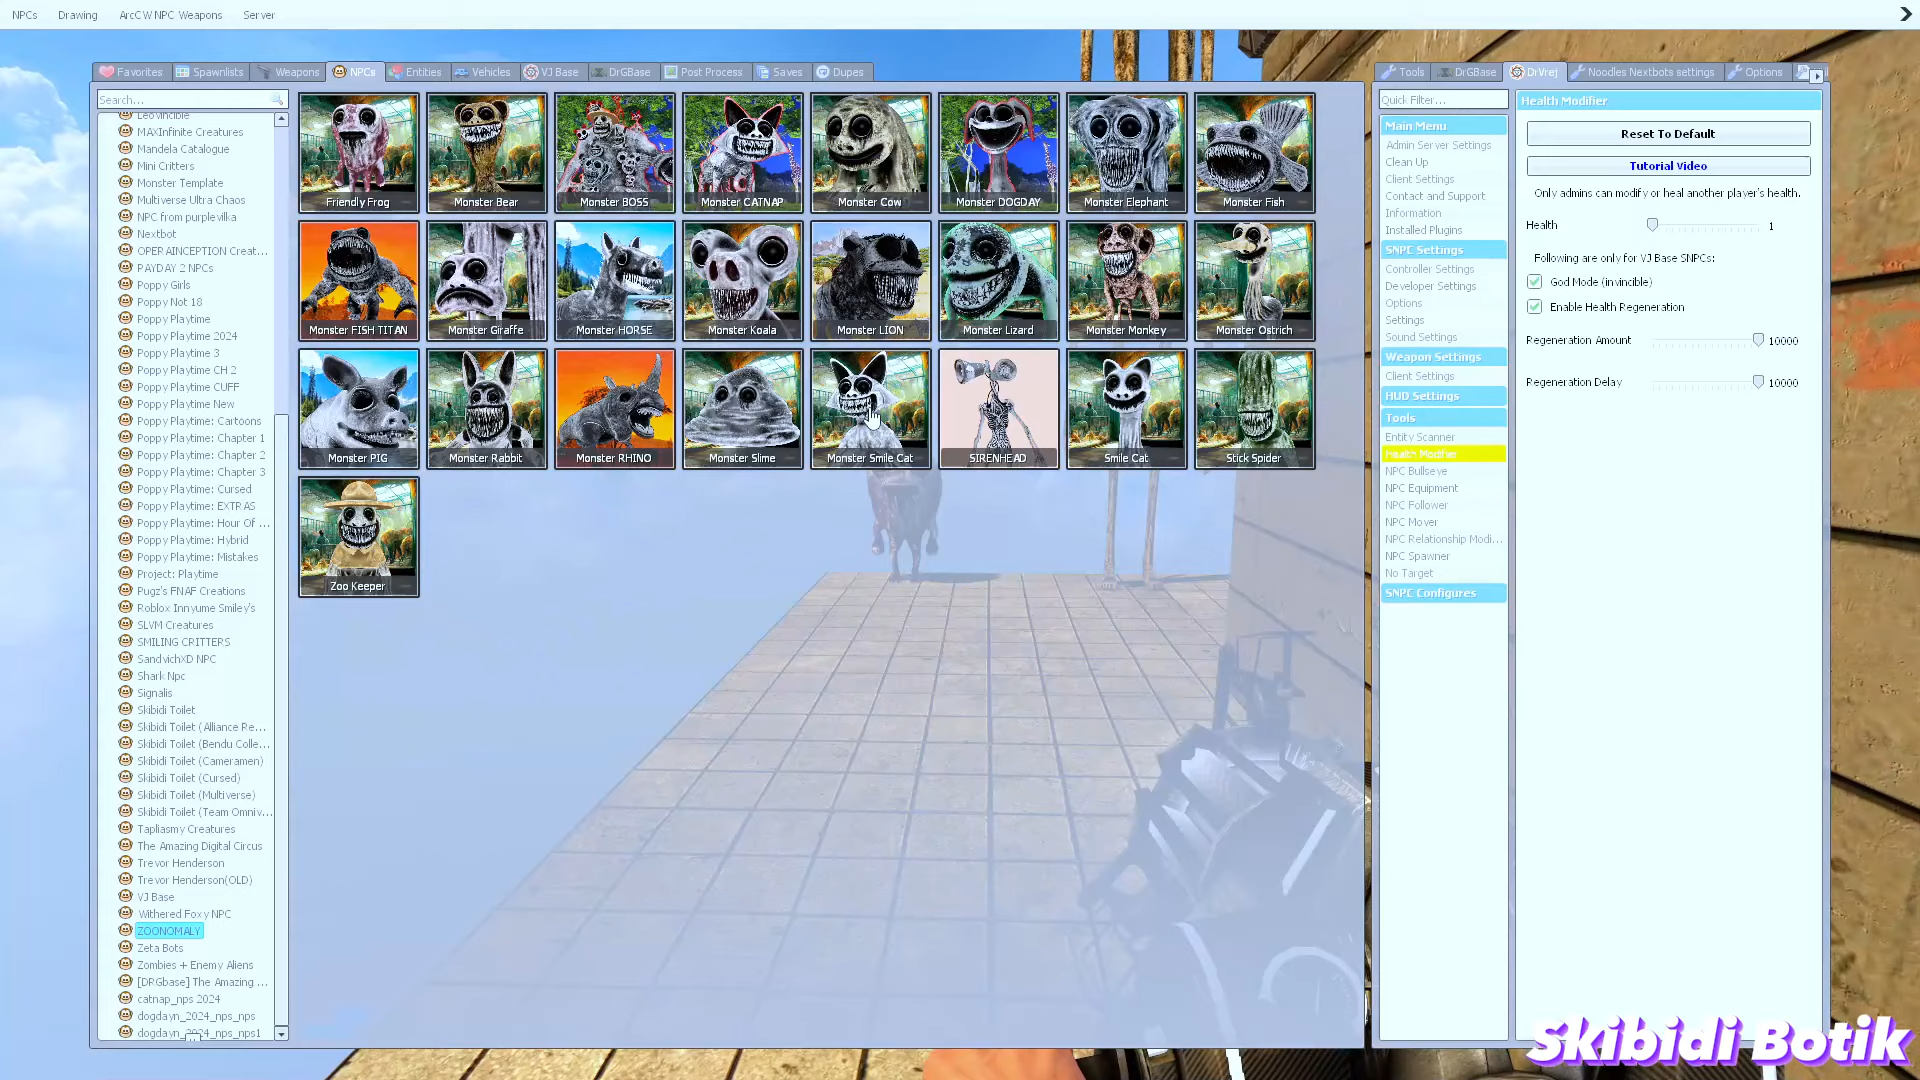 NPCs Drawing ArcCW NPC Weapons Server
Favorites Spawnlists Weapons NPCs Entities Vehicles VJ Base DrGBase Post Process Saves Dupes
Search...
Leovincible
MAXInfinite Creatures
Mandela Catalogue
Mini Critters
Monster Template
Multiverse Ultra Chaos
NPC from purplevilka
Nextbot
OPERAINCEPTION Creat...
PAYDAY 2 NPCs
Poppy Girls
Poppy Not 18
Poppy Playtime
Poppy Playtime 2024
Poppy Playtime 3
Poppy Playtime CH 2
Poppy Playtime CUFF
Poppy Playtime New
Poppy Playtime: Cartoons
Poppy Playtime: Chapter 1
Poppy Playtime: Chapter 2
Poppy Playtime: Chapter 3
Poppy Playtime: Cursed
Poppy Playtime: EXTRAS
Poppy Playtime: Hour Of ...
Poppy Playtime: Hybrid
Poppy Playtime: Mistakes
Project: Playtime
Pugz's FNAF Creations
Roblox Innyume Smiley's
SLVM Creatures
SMILING CRITTERS
SandvichXD NPC
Shark Npc
Signalis
Skibidi Toilet
Skibidi Toilet (Alliance Re...
Skibidi Toilet (Bendu Colle...
Skibidi Toilet (Cameramen)
Skibidi Toilet (Cursed)
Skibidi Toilet (Multiverse)
Skibidi Toilet (Team Omniv...
Tapliasmy Creatures
The Amazing Digital Circus
Trevor Henderson
Trevor Henderson(OLD)
VJ Base
Withered Foxy NPC
ZOONOMALY
Zeta Bots
Zombies + Enemy Aliens
[DRGbase] The Amazing ...
catnap_nps 2024
dogdayn_2024_nps_nps
dogdayn_2024_nps_nps1
Friendly Frog Monster Bear Monster BOSS Monster CATNAP Monster Cow Monster DOGDAY Monster Elephant Monster Fish
Monster FISH TITAN Monster Giraffe Monster HORSE Monster Koala Monster LION Monster Lizard Monster Monkey Monster Ostrich
Monster PIG Monster Rabbit Monster RHINO Monster Slime Monster Smile Cat SIRENHEAD Smile Cat Stick Spider
Zoo Keeper
Tools DrGBase DrVrej Noodles Nextbots settings Options
Quick Filter...
Main Menu
Admin Server Settings
Clean Up
Client Settings
Contact and Support
Information
Installed Plugins
SNPC Settings
Controller Settings
Developer Settings
Options
Settings
Sound Settings
Weapon Settings
Client Settings
HUD Settings
Tools
Entity Scanner
Health Modifier
NPC Bullseye
NPC Equipment
NPC Follower
NPC Mover
NPC Relationship Modi...
NPC Spawner
No Target
SNPC Configures
Health Modifier
Reset To Default
Tutorial Video
Only admins can modify or heal another player's health.
Health 1
Following are only for VJ Base SNPCs:
God Mode (invincible)
Enable Health Regeneration
Regeneration Amount 10000
Regeneration Delay 10000
Skibidi Botik